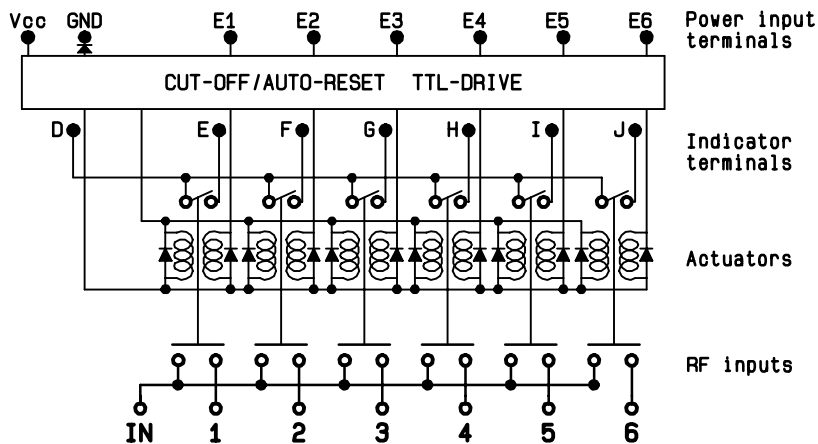 Vcc GND E1 E2 E3 E4 E5 E6 Power input
terminals
CUT-OFF/AUTO-RESET TTL-DRIVE
D E F G H I J Indicator
terminals
Actuators
RF inputs
IN 1 2 3 4 5 6